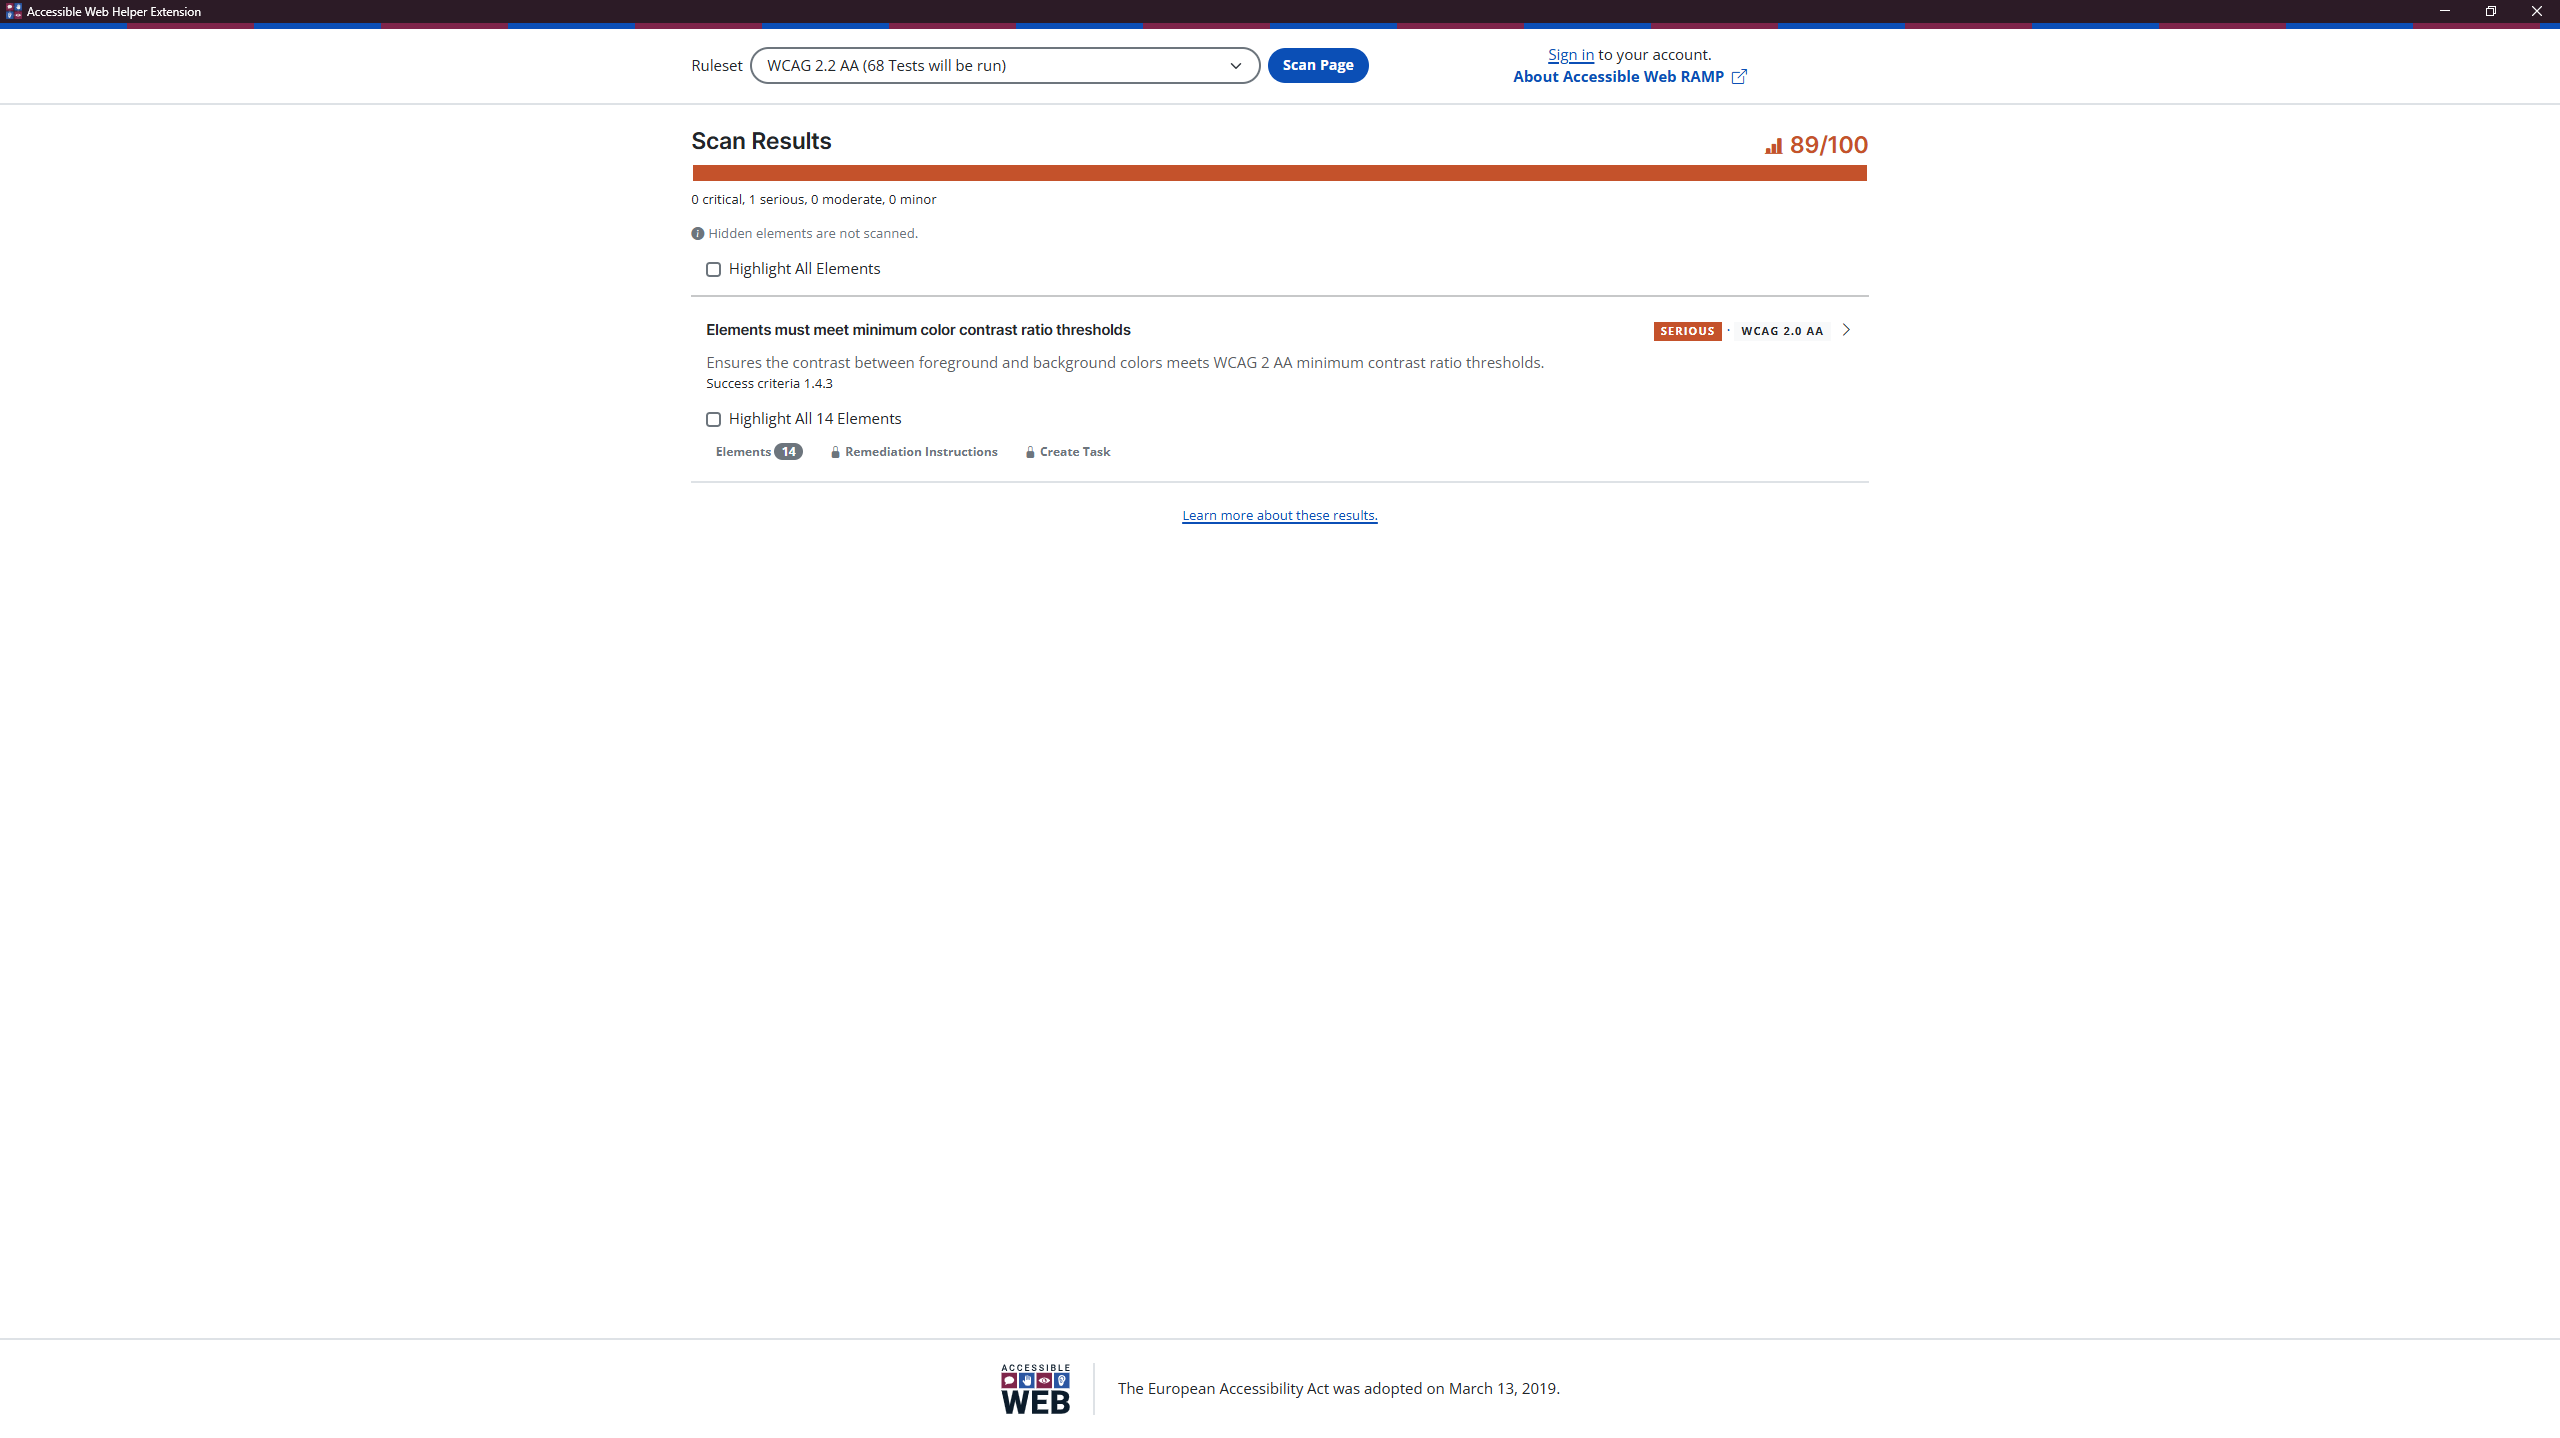 Accessible Web Helper Extension
Ruleset WCAG 2.2 AA (68 Tests will be run) Scan Page
Sign in to your account.
About Accessible Web RAMP
Scan Results
89/100
0 critical, 1 serious, 0 moderate, 0 minor
Hidden elements are not scanned.
Highlight All Elements
Elements must meet minimum color contrast ratio thresholds
SERIOUS · WCAG 2.0 AA
Ensures the contrast between foreground and background colors meets WCAG 2 AA minimum contrast ratio thresholds.
Success criteria 1.4.3
Highlight All 14 Elements
Elements 14 Remediation Instructions Create Task
Learn more about these results.
ACCESSIBLE
WEB
The European Accessibility Act was adopted on March 13, 2019.